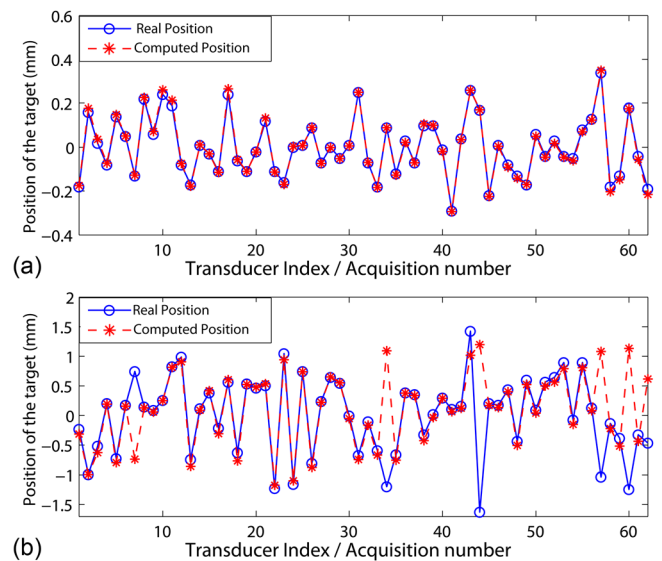 (a)
Position of the target (mm)
0.6
0.4
0.2
0
−0.2
−0.4
Real Position
Computed Position
10 20 30 40 50 60
Transducer Index / Acquisition number
(b)
Position of the target (mm)
2
1.5
1
0.5
0
−0.5
−1
−1.5
Real Position
Computed Position
10 20 30 40 50 60
Transducer Index / Acquisition number